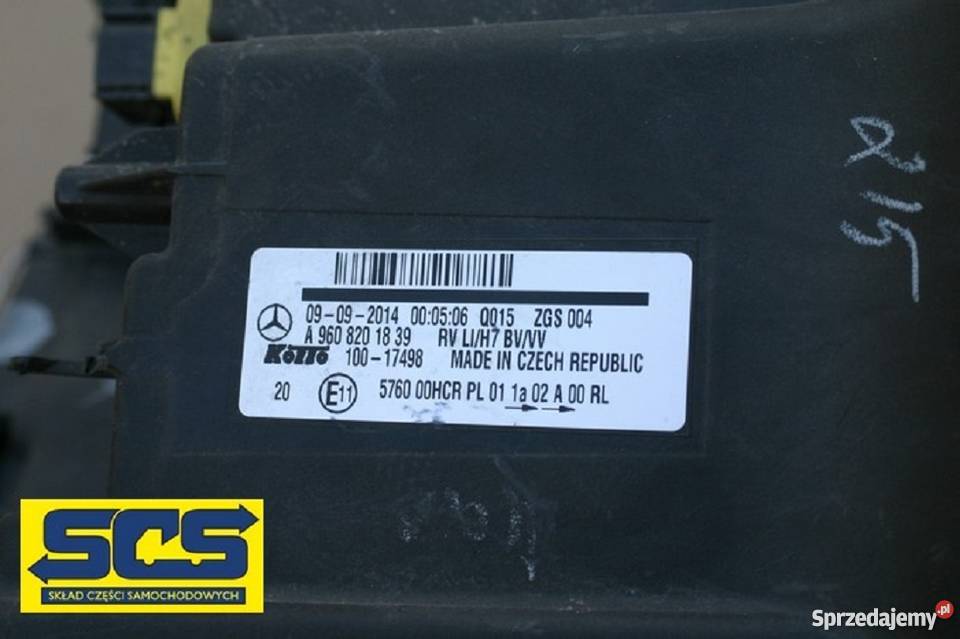 215
09-09-2014 00:05:06 Q015 ZGS 004
A 960 820 18 39 RV LI/H7 BV/VV
100-17498 MADE IN CZECH REPUBLIC
20 E11 5760 00HCR PL 01 1a 02 A 00 RL
SCS
SKŁAD CZĘŚCI SAMOCHODOWYCH
Sprzedajemy.pl